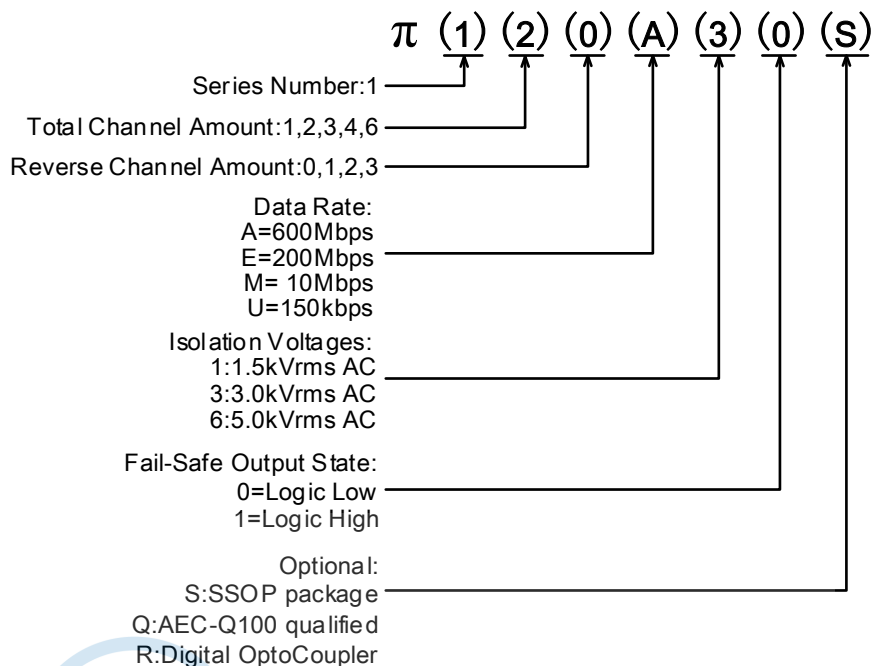 π (1) (2) (0) (A) (3) (0) (S)
Series Number:1
Total Channel Amount:1,2,3,4,6
Reverse Channel Amount:0,1,2,3
Data Rate:
A=600Mbps
E=200Mbps
M= 10Mbps
U=150kbps
Isolation Voltages:
1:1.5kVrms AC
3:3.0kVrms AC
6:5.0kVrms AC
Fail-Safe Output State:
0=Logic Low
1=Logic High
Optional:
S:SSOP package
Q:AEC-Q100 qualified
R:Digital OptoCoupler